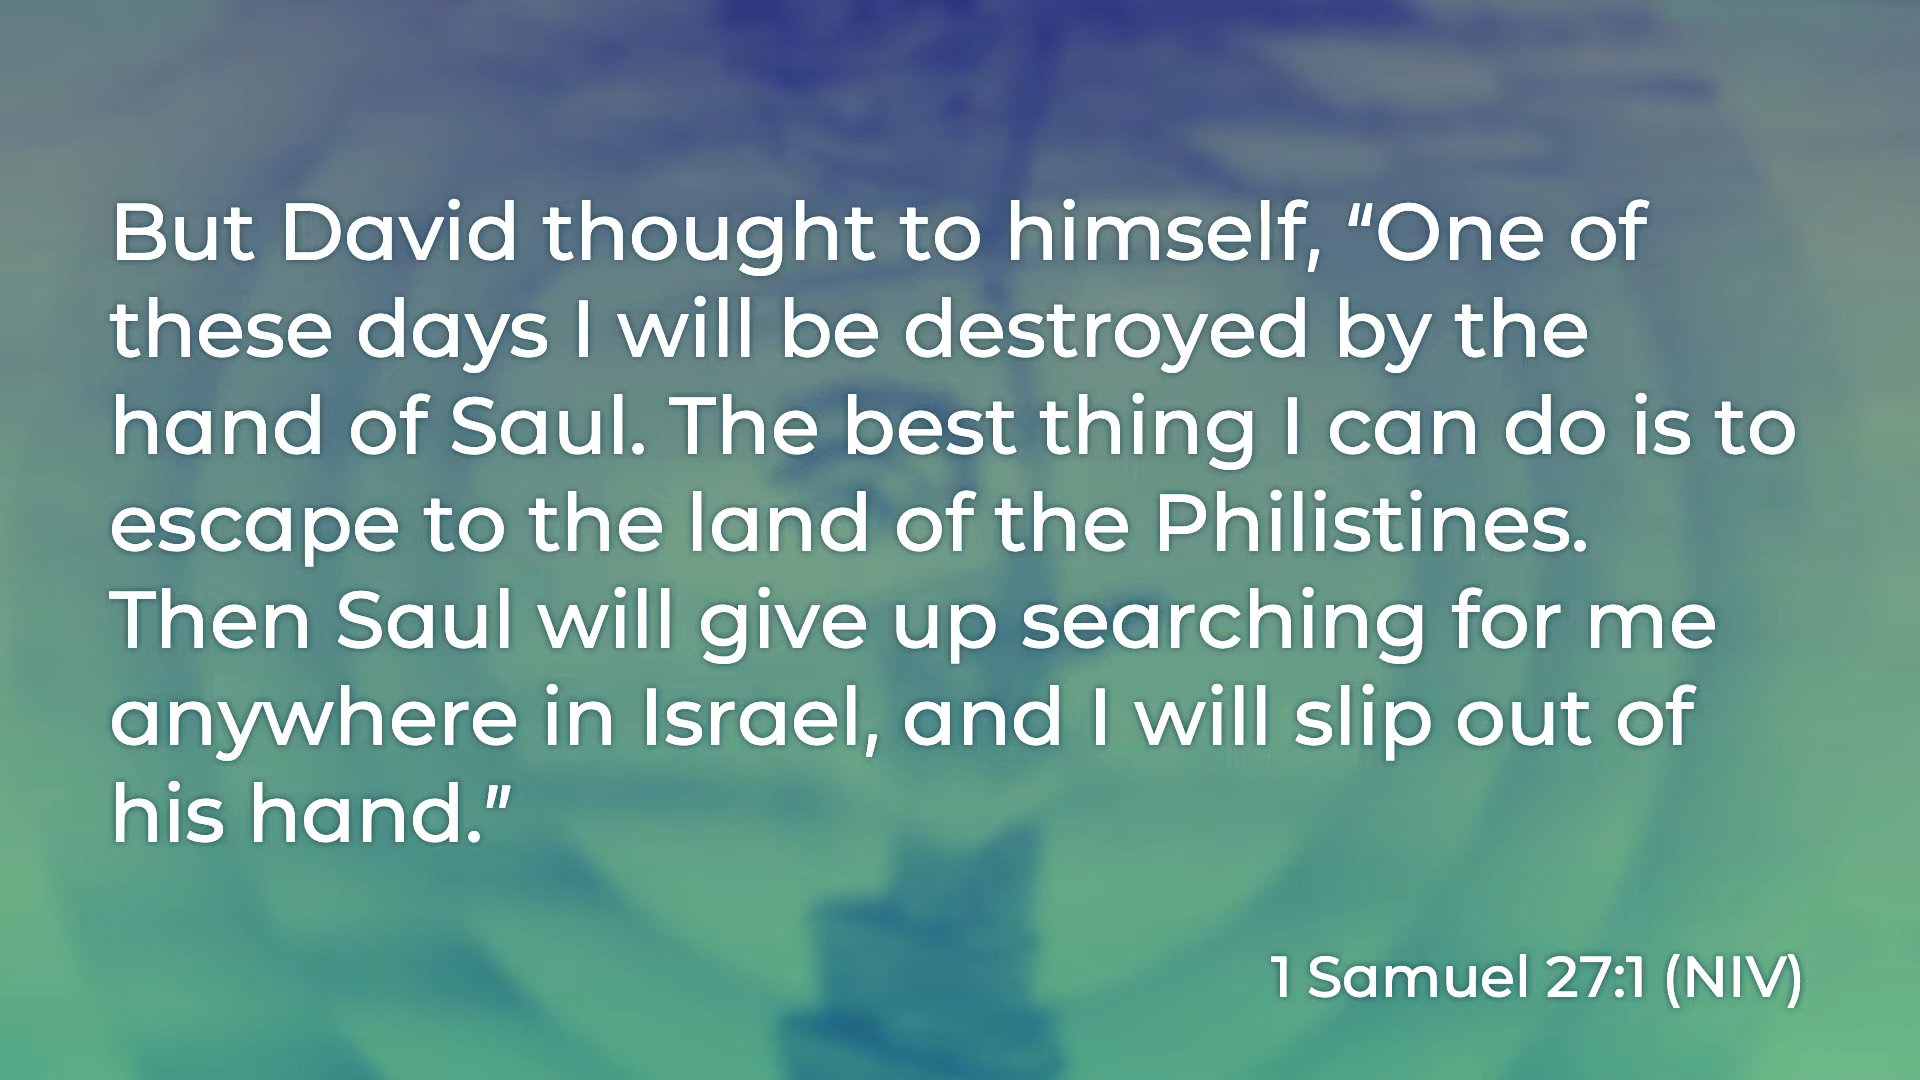 But David thought to himself, “One of
these days I will be destroyed by the
hand of Saul. The best thing I can do is to
escape to the land of the Philistines.
Then Saul will give up searching for me
anywhere in Israel, and I will slip out of
his hand.”
1 Samuel 27:1 (NIV)